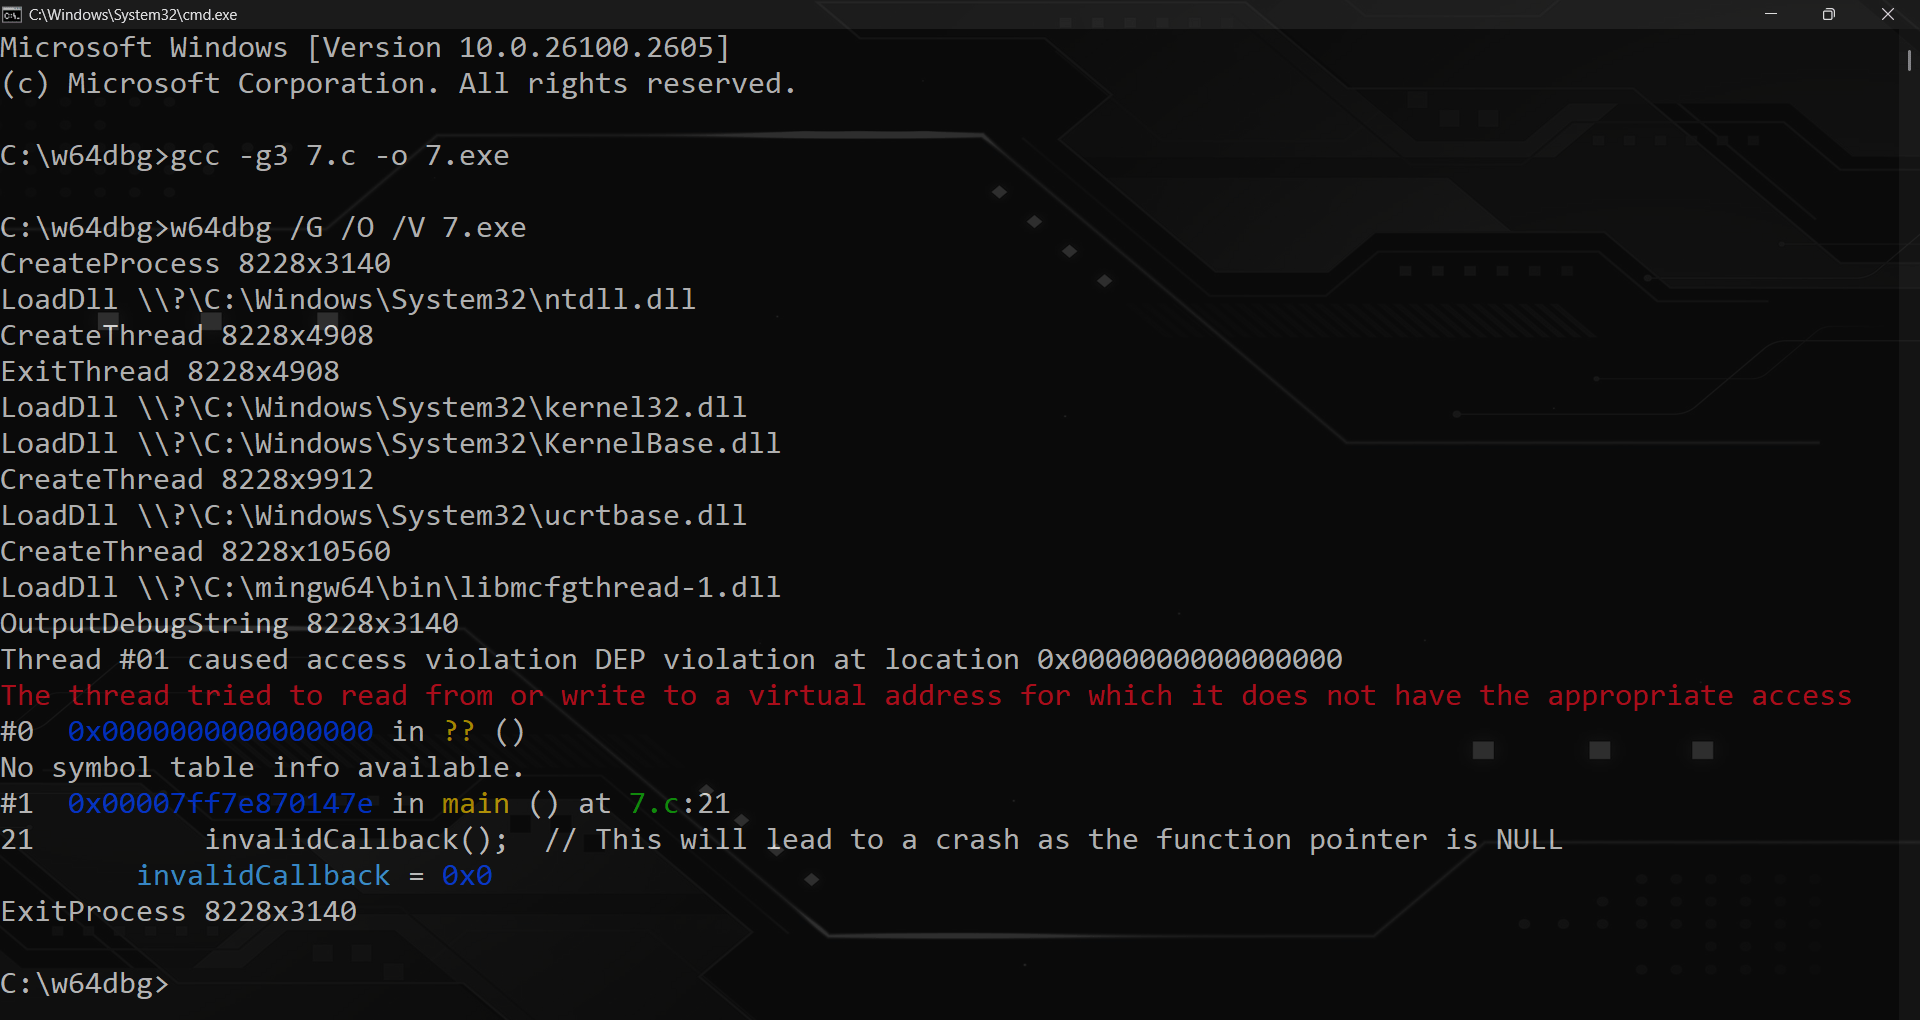 C:\Windows\System32\cmd.exe
Microsoft Windows [Version 10.0.26100.2605]
(c) Microsoft Corporation. All rights reserved.
C:\w64dbg>gcc -g3 7.c -o 7.exe
C:\w64dbg>w64dbg /G /O /V 7.exe
CreateProcess 8228x3140
LoadDll \\?\C:\Windows\System32\ntdll.dll
CreateThread 8228x4908
ExitThread 8228x4908
LoadDll \\?\C:\Windows\System32\kernel32.dll
LoadDll \\?\C:\Windows\System32\KernelBase.dll
CreateThread 8228x9912
LoadDll \\?\C:\Windows\System32\ucrtbase.dll
CreateThread 8228x10560
LoadDll \\?\C:\mingw64\bin\libmcfgthread-1.dll
OutputDebugString 8228x3140
Thread #01 caused access violation DEP violation at location 0x0000000000000000
The thread tried to read from or write to a virtual address for which it does not have the appropriate access
#0  0x0000000000000000 in ?? ()
No symbol table info available.
#1  0x00007ff7e870147e in main () at 7.c:21
21          invalidCallback();  // This will lead to a crash as the function pointer is NULL
        invalidCallback = 0x0
ExitProcess 8228x3140
C:\w64dbg>